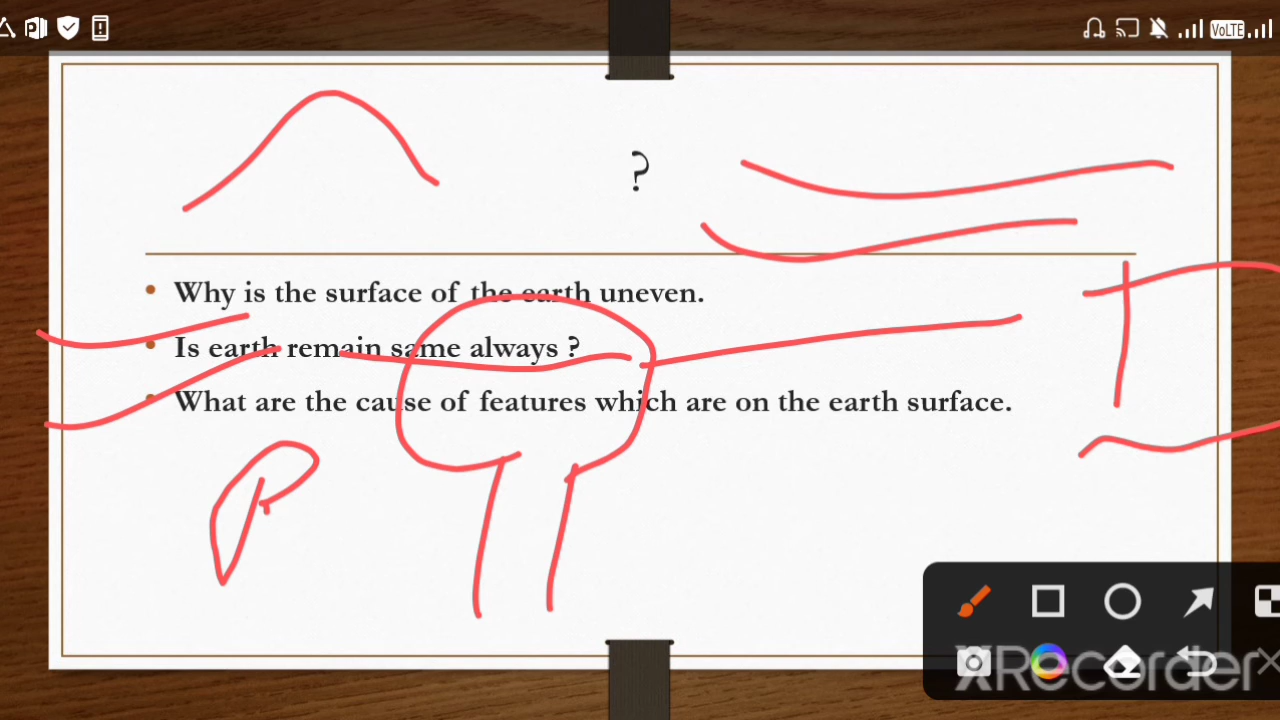 VoLTE
?
Why is the surface of the earth uneven.
Is earth remain same always ?
What are the cause of features which are on the earth surface.
XRecorder